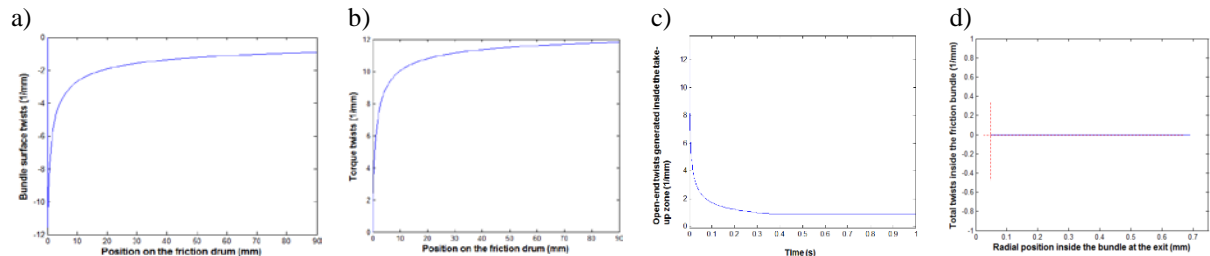 a)
Bundle surface twists (1/mm)
0
-2
-4
-6
-8
-10
-12
0 10 20 30 40 50 60 70 80 90
Position on the friction drum (mm)
b)
Torque twists (1/mm)
12
10
8
6
4
2
0
0 10 20 30 40 50 60 70 80 90
Position on the friction drum (mm)
c)
Open-end twists generated inside the take-
up zone (1/mm)
12
10
8
6
4
2
0
0 0.1 0.2 0.3 0.4 0.5 0.6 0.7 0.8 0.9 1
Time (s)
d)
Total twists inside the friction bundle (1/mm)
1
0.8
0.6
0.4
0.2
0
-0.2
-0.4
-0.6
-0.8
-1
0 0.1 0.2 0.3 0.4 0.5 0.6 0.7
Radial position inside the bundle at the exit (mm)